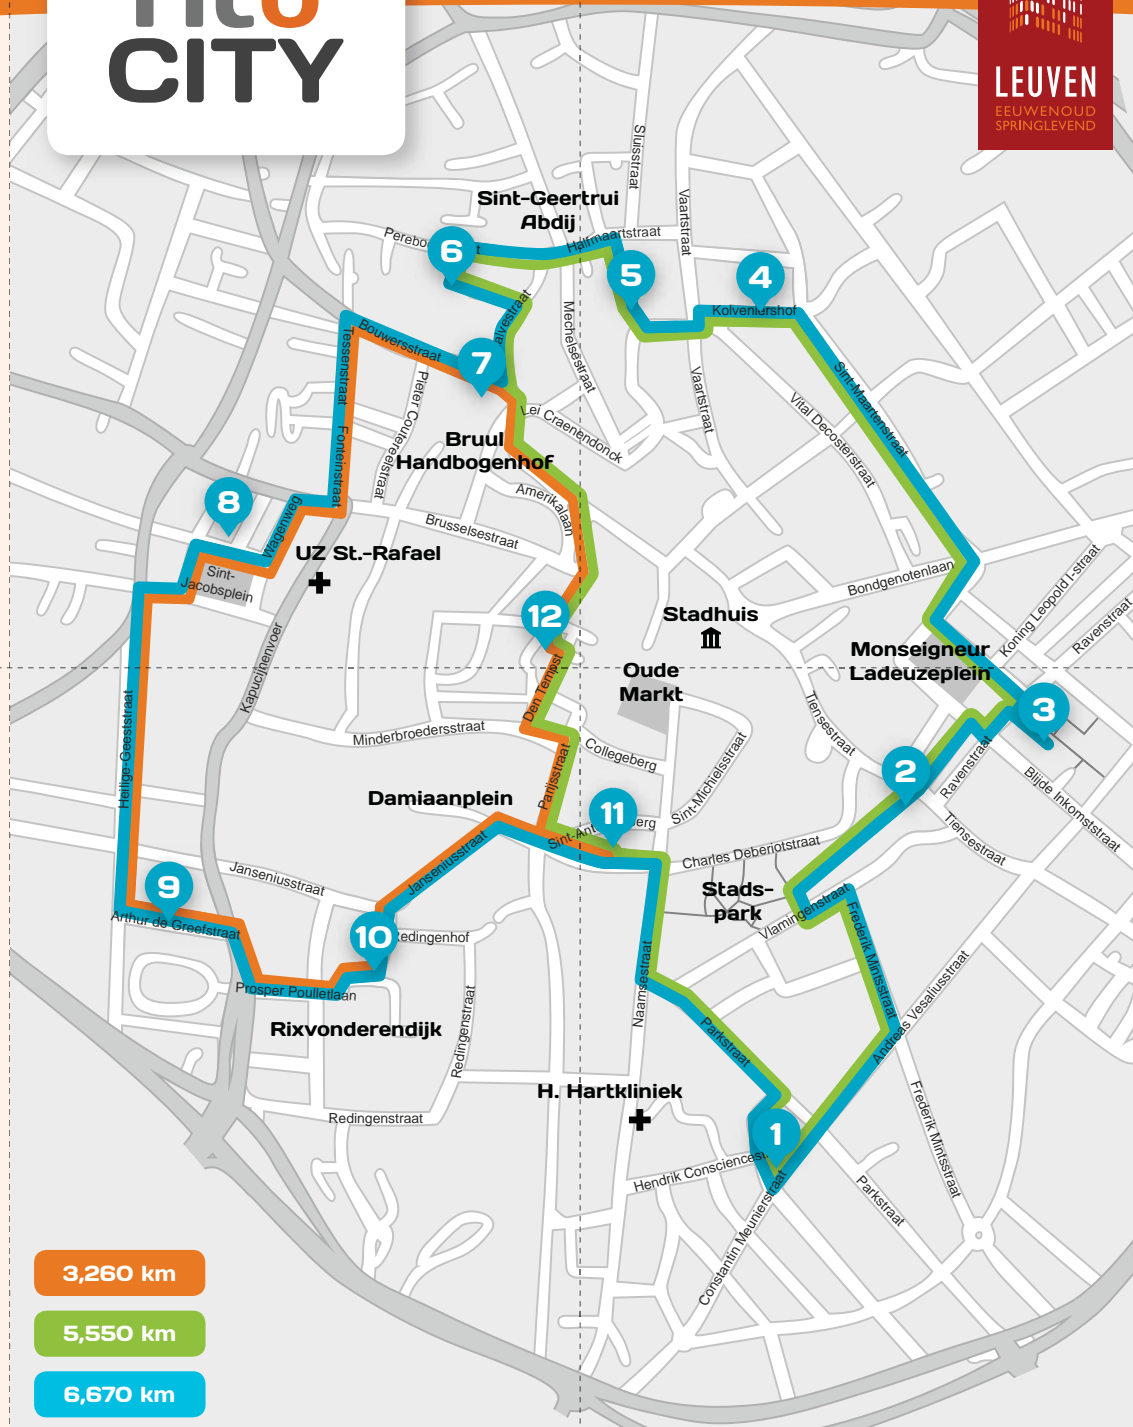 CITY
LEUVEN
EEUWENOUD
SPRINGLEVEND
Sluisstraat
Vaartstraat
Sint-Geertrui
Abdij
Halfmaartstraat
6
5
4
Kolveniershof
Mechelsestraat
Bouwersstraat
Tessenstraat
7
Pieter Coutereelstraat
Lei Craenendonck
Vaartstraat
Vital Decosterstraat
Sint-Maartenstraat
Bruul
Handbogenhof
Fonteinstraat
Amerikalaan
Brusselsestraat
8
Wagenweg
UZ St.-Rafael
Sint-
Jacobsplein
Bondgenotenlaan
Koning Leopold I-straat
Ravenstraat
12
Stadhuis
Kapucijnenvoer
Monseigneur
Ladeuzeplein
Oude
Markt
Den Tempst
3
Heilige-Geeststraat
Minderbroedersstraat
Collegeberg
Tiensestraat
Sint-Michielsstraat
Parijsstraat
2
Ravenstraat
Blijde Inkomststraat
Tiensestraat
Damiaanplein
11
Charles Deberiotstraat
Janseniusstraat
Janseniusstraat
9
Arthur de Greefstraat
Stads-
park
Vlamingenstraat
10
Redingenhof
Naamsestraat
Frederik Mintsstraat
Andreas Vesaliusstraat
Prosper Poulletlaan
Rixvonderendijk
Redingenstraat
Parkstraat
H. Hartkliniek
Redingenstraat
1
Frederik Mintsstraat
Parkstraat
Constantin Meunierstraat
3,260 km
5,550 km
6,670 km